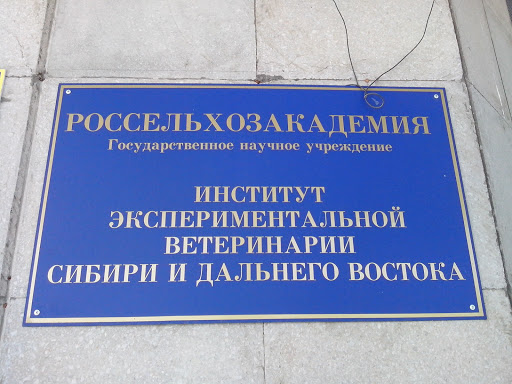 РОССЕЛЬХОЗАКАДЕМИЯ
Государственное научное учреждение
ИНСТИТУТ
ЭКСПЕРИМЕНТАЛЬНОЙ
ВЕТЕРИНАРИИ
СИБИРИ И ДАЛЬНЕГО ВОСТОКА